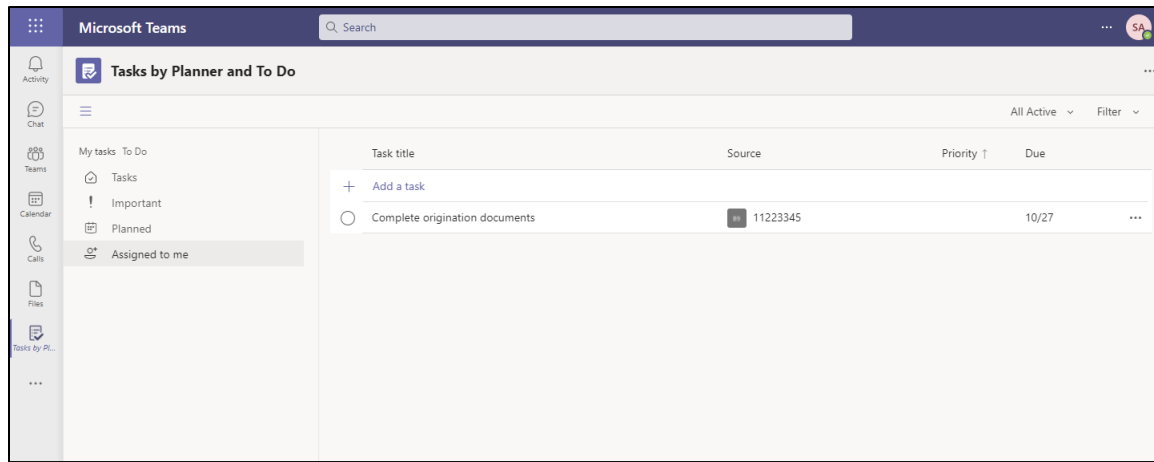 Microsoft Teams
Search
SA
Activity
Chat
Teams
Calendar
Calls
Files
Tasks by Pl...
Tasks by Planner and To Do
All Active
Filter
My tasks To Do
Tasks
Important
Planned
Assigned to me
Task title Source Priority ↑ Due
+ Add a task
Complete origination documents 11223345 10/27